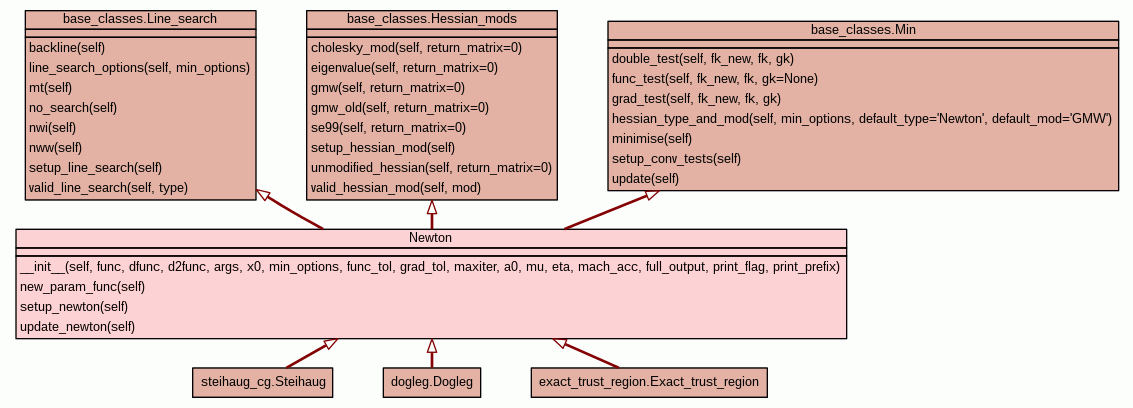 base_classes.Line_search
backline(self)
line_search_options(self, min_options)
mt(self)
no_search(self)
nwi(self)
nww(self)
setup_line_search(self)
valid_line_search(self, type)
base_classes.Hessian_mods
cholesky_mod(self, return_matrix=0)
eigenvalue(self, return_matrix=0)
gmw(self, return_matrix=0)
gmw_old(self, return_matrix=0)
se99(self, return_matrix=0)
setup_hessian_mod(self)
unmodified_hessian(self, return_matrix=0)
valid_hessian_mod(self, mod)
base_classes.Min
double_test(self, fk_new, fk, gk)
func_test(self, fk_new, fk, gk=None)
grad_test(self, fk_new, fk, gk)
hessian_type_and_mod(self, min_options, default_type='Newton', default_mod='GMW')
minimise(self)
setup_conv_tests(self)
update(self)
Newton
__init__(self, func, dfunc, d2func, args, x0, min_options, func_tol, grad_tol, maxiter, a0, mu, eta, mach_acc, full_output, print_flag, print_prefix)
new_param_func(self)
setup_newton(self)
update_newton(self)
steihaug_cg.Steihaug
dogleg.Dogleg
exact_trust_region.Exact_trust_region